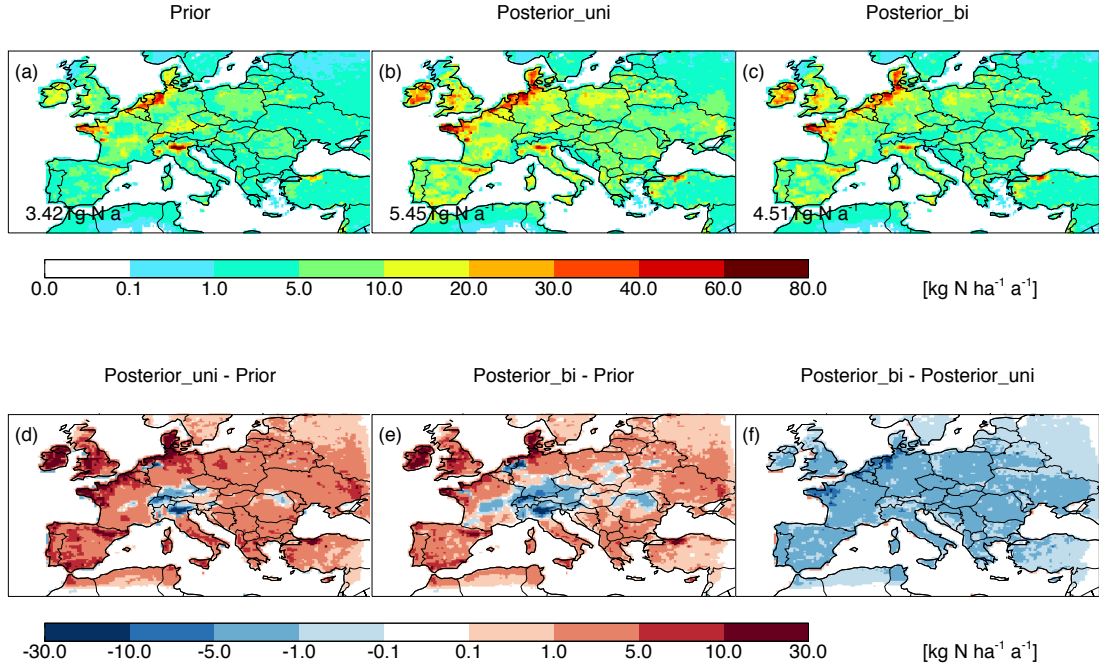 Prior Posterior_uni Posterior_bi
(a) (b) (c)
3.42Tg N a⁻¹ 5.45Tg N a⁻¹ 4.51Tg N a⁻¹
0.0 0.1 1.0 5.0 10.0 20.0 30.0 40.0 60.0 80.0 [kg N ha⁻¹ a⁻¹]
Posterior_uni - Prior Posterior_bi - Prior Posterior_bi - Posterior_uni
(d) (e) (f)
-30.0 -10.0 -5.0 -1.0 -0.1 0.1 1.0 5.0 10.0 30.0 [kg N ha⁻¹ a⁻¹]